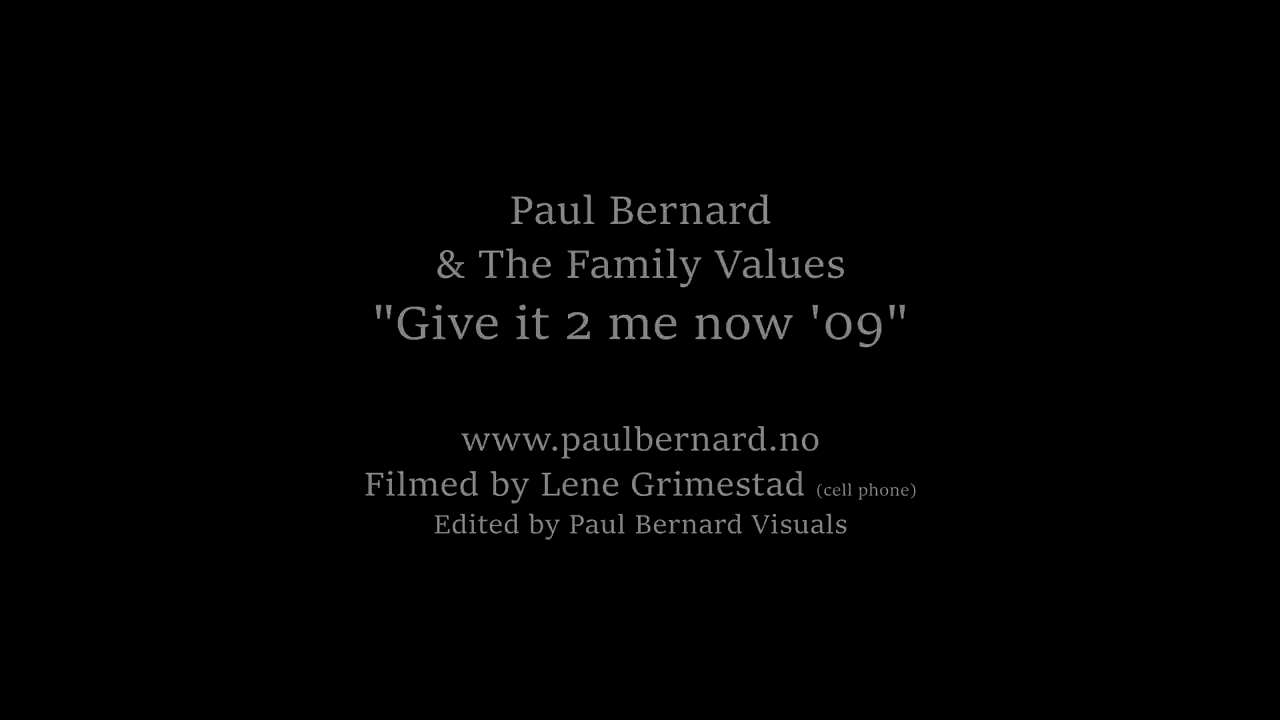 Paul Bernard
& The Family Values
"Give it 2 me now '09"
www.paulbernard.no
Filmed by Lene Grimestad (cell phone)
Edited by Paul Bernard Visuals